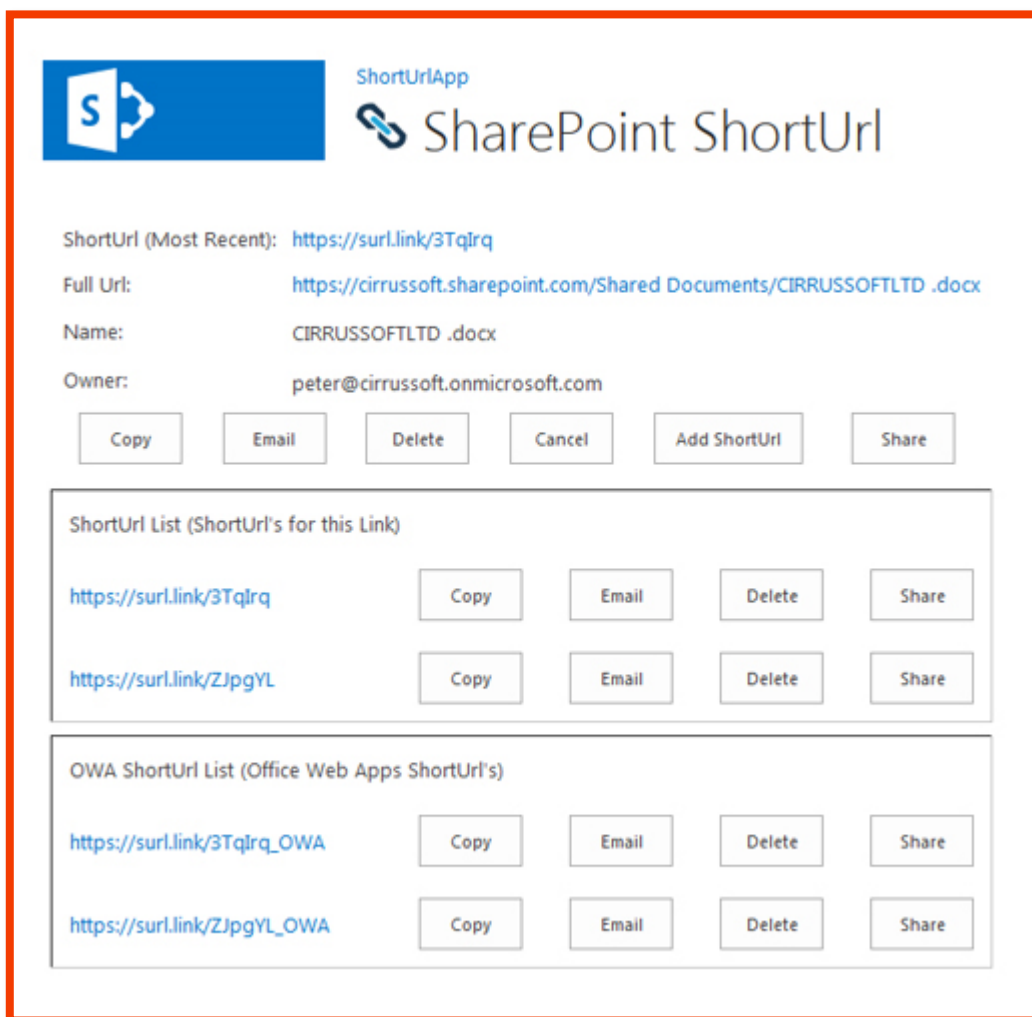 S
ShortUrlApp
SharePoint ShortUrl
ShortUrl (Most Recent): https://surl.link/3TqIrq
Full Url: https://cirrussoft.sharepoint.com/Shared Documents/CIRRUSSOFTLTD .docx
Name: CIRRUSSOFTLTD .docx
Owner: peter@cirrussoft.onmicrosoft.com
Copy Email Delete Cancel Add ShortUrl Share
ShortUrl List (ShortUrl's for this Link)
https://surl.link/3TqIrq Copy Email Delete Share
https://surl.link/ZJpgYL Copy Email Delete Share
OWA ShortUrl List (Office Web Apps ShortUrl's)
https://surl.link/3TqIrq_OWA Copy Email Delete Share
https://surl.link/ZJpgYL_OWA Copy Email Delete Share